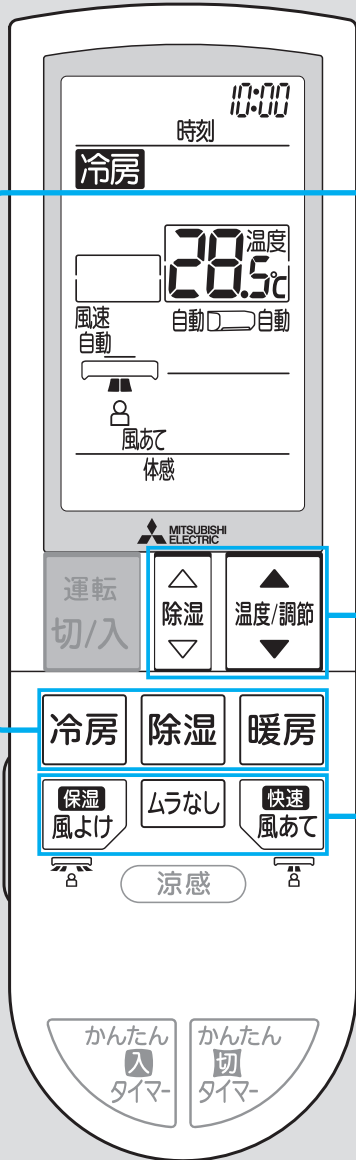 10:00
時刻
冷房
温度
28.5℃
風速
自動
自動 自動
風あて
体感
MITSUBISHI
ELECTRIC
運転
切/入
除湿
温度/調節
冷房
除湿
暖房
保湿
風よけ
ムラなし
快速
風あて
涼感
かんたん
入
タイマー
かんたん
切
タイマー